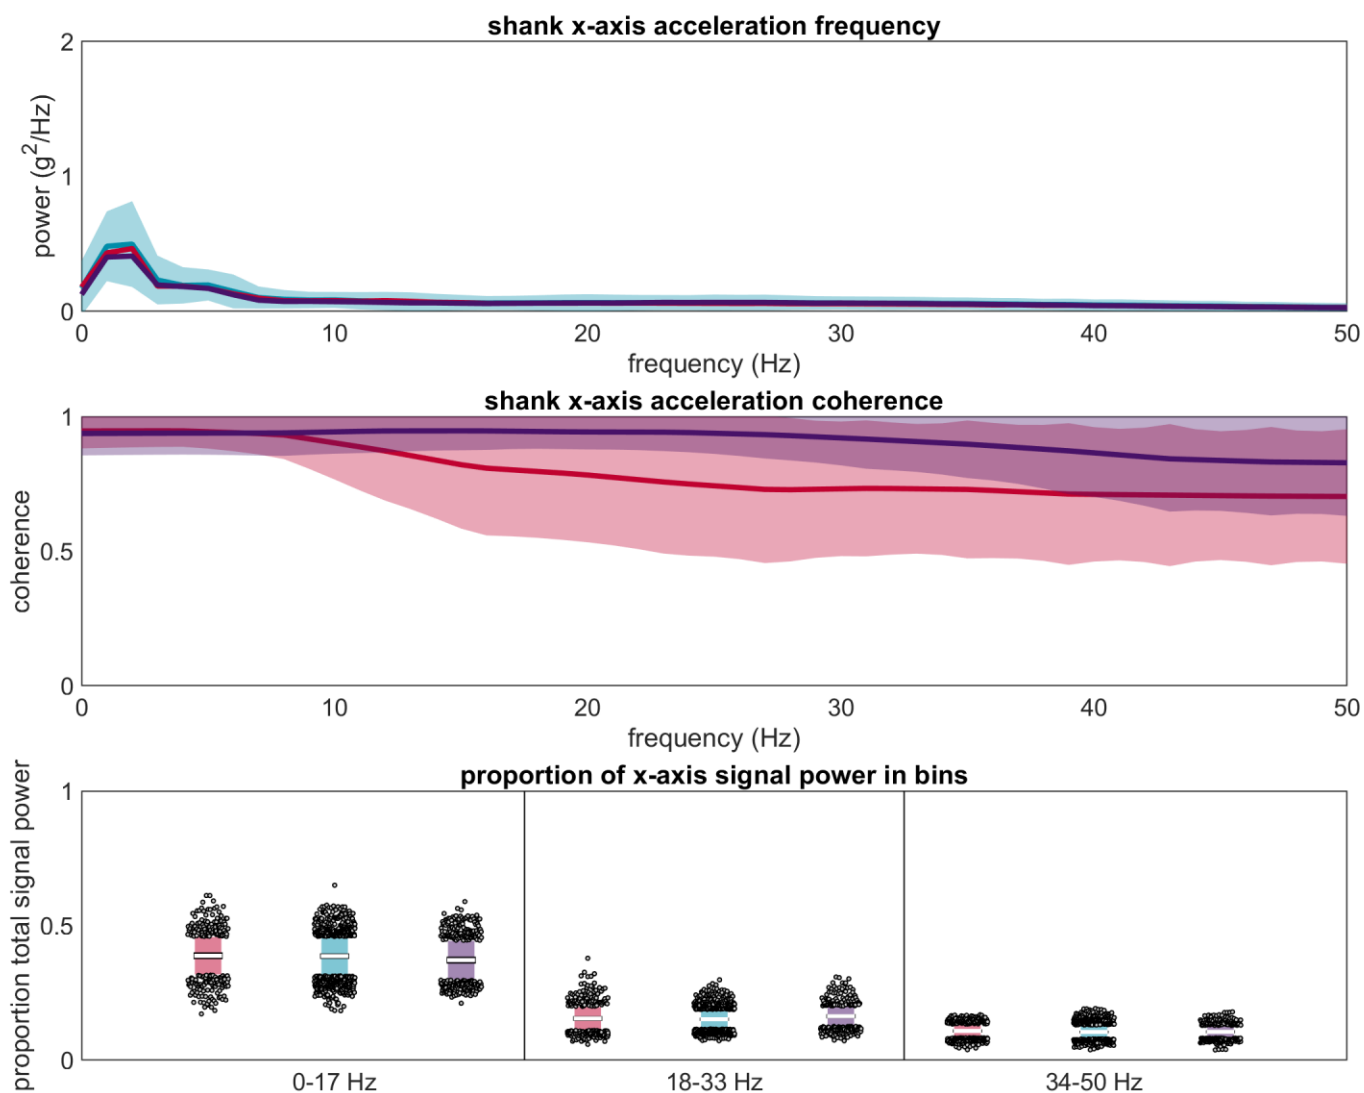 shank x-axis acceleration frequency
2
1
0
power (g²/Hz)
0 10 20 30 40 50
frequency (Hz)
shank x-axis acceleration coherence
1
0.5
0
coherence
0 10 20 30 40 50
frequency (Hz)
proportion of x-axis signal power in bins
1
0.5
0
proportion total signal power
0-17 Hz 18-33 Hz 34-50 Hz